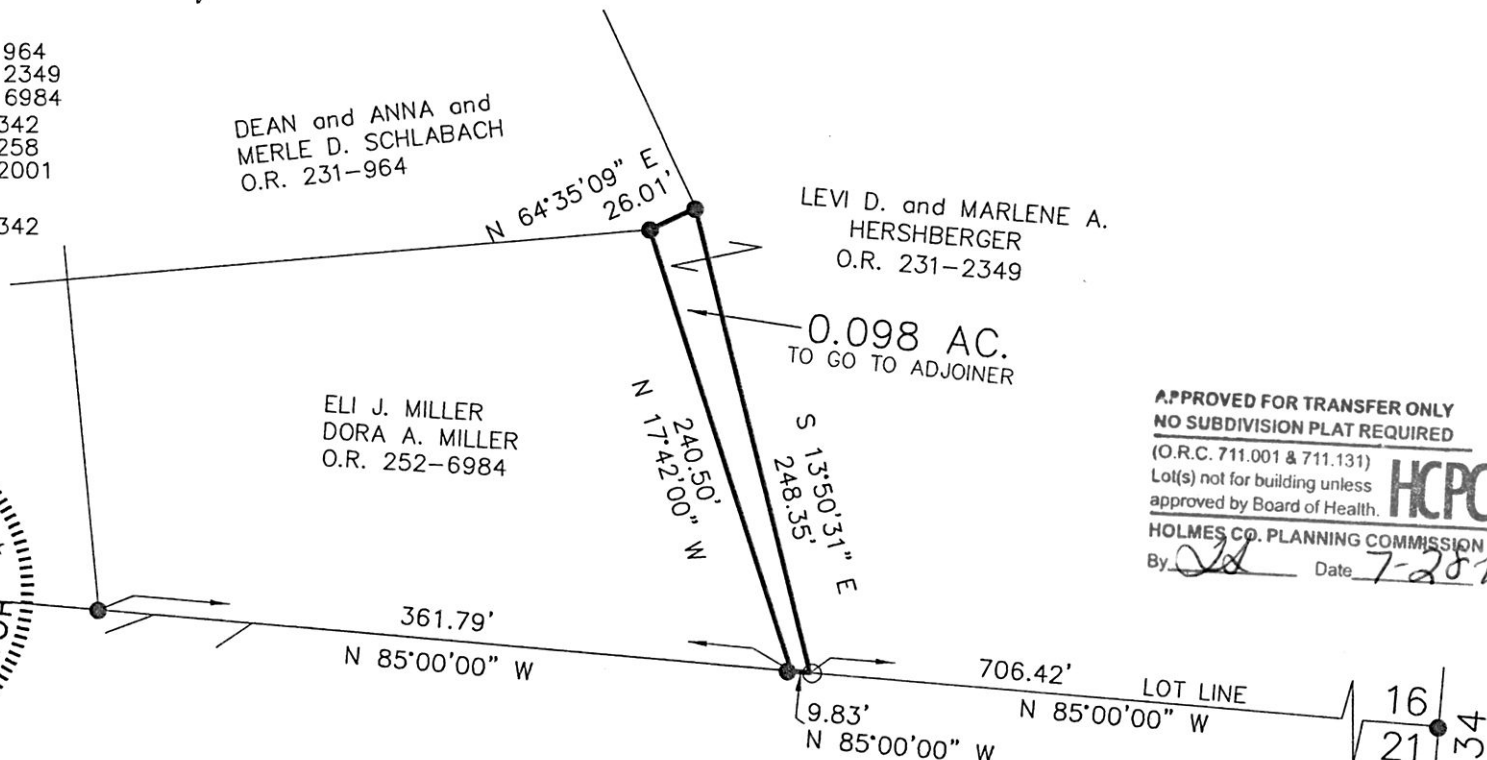 964
2349
6984
342
258
2001
342
DEAN and ANNA and
MERLE D. SCHLABACH
O.R. 231-964
N 64°35'09" E
26.01'
LEVI D. and MARLENE A.
HERSHBERGER
O.R. 231-2349
0.098 AC.
TO GO TO ADJOINER
ELI J. MILLER
DORA A. MILLER
O.R. 252-6984
240.50'
N 17°42'00" W
S 13°50'31" E
248.35'
APPROVED FOR TRANSFER ONLY
NO SUBDIVISION PLAT REQUIRED
(O.R.C. 711.001 & 711.131)
Lot(s) not for building unless
approved by Board of Health.
HCPC
HOLMES CO. PLANNING COMMISSION
By Date 7-28-
361.79'
N 85°00'00" W
9.83'
N 85°00'00" W
706.42'
N 85°00'00" W
LOT LINE
16
21
34